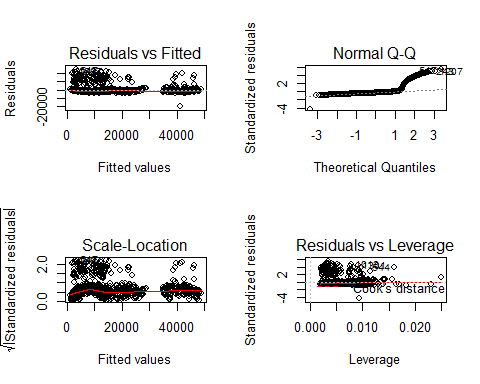 Residuals vs Fitted
Residuals
-20000
0 20000 40000
Fitted values
Normal Q-Q
Standardized residuals
-4 2
-3 -1 1 2 3
Theoretical Quantiles
Scale-Location
√|Standardized residuals|
0.0 2.0
0 20000 40000
Fitted values
Residuals vs Leverage
Standardized residuals
-4 2
Cook's distance
0.000 0.010 0.020
Leverage